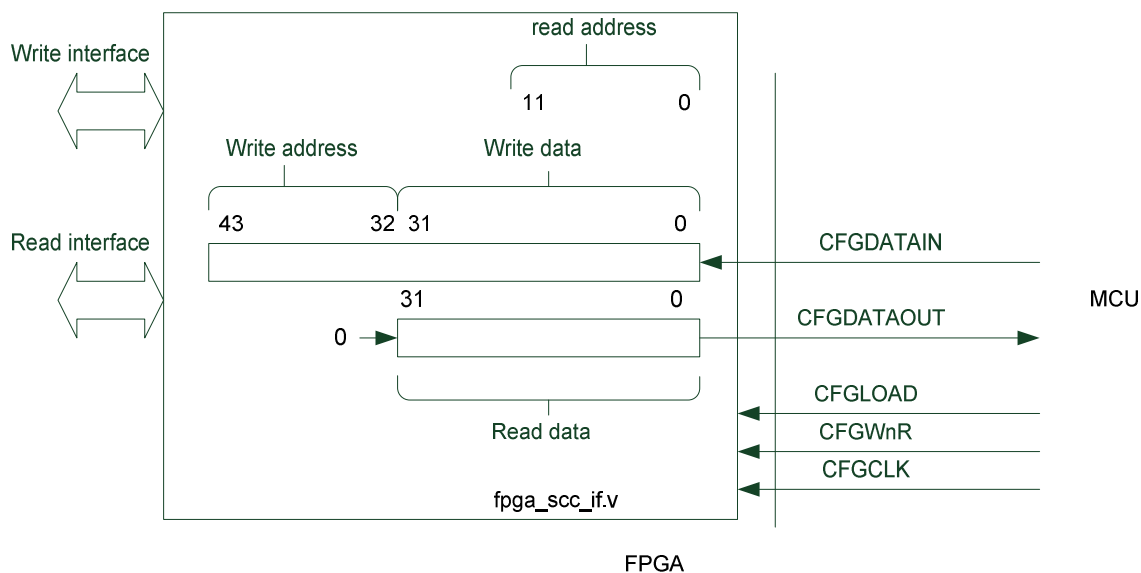 read address
Write interface
11 0
Write address Write data
43 32 31 0
Read interface
CFGDATAIN
31 0
MCU
CFGDATAOUT
0
CFGLOAD
Read data
CFGWnR
CFGCLK
fpga_scc_if.v
FPGA